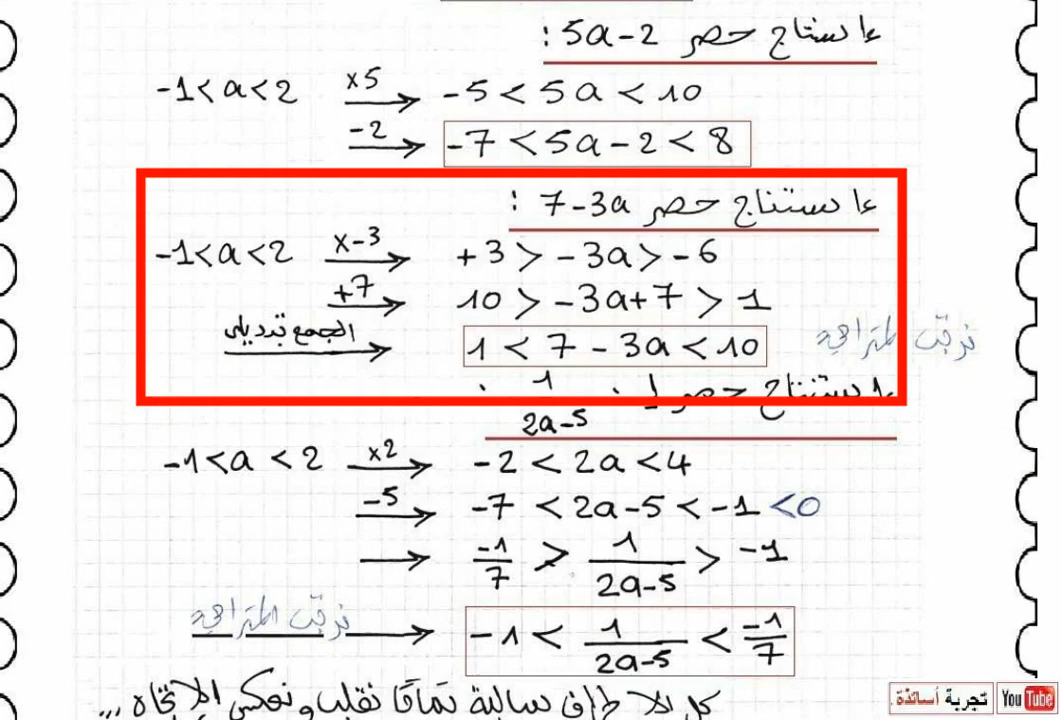 استنتاج حصر 5a-2 :
-1<a<2 ×5 → -5 < 5a < 10
-2 → -7 < 5a-2 < 8
استنتاج حصر 7-3a :
-1<a<2 ×-3 → +3 > -3a > -6
+7 → 10 > -3a+7 > 1
الجمع تبديلي → 1 < 7 - 3a < 10 نرتب المتراجحة
استنتاج حصر لـ 1/(2a-5) :
-1<a<2 ×2 → -2 < 2a < 4
-5 → -7 < 2a-5 < -1 <0
→ -1/7 > 1/(2a-5) > -1
نرتب المتراجحة → -1 < 1/(2a-5) < -1/7
كل الأطراف سالبة تمامًا نقلب ونعكس الاتجاه ...
تجربة أساتذة. YouTube